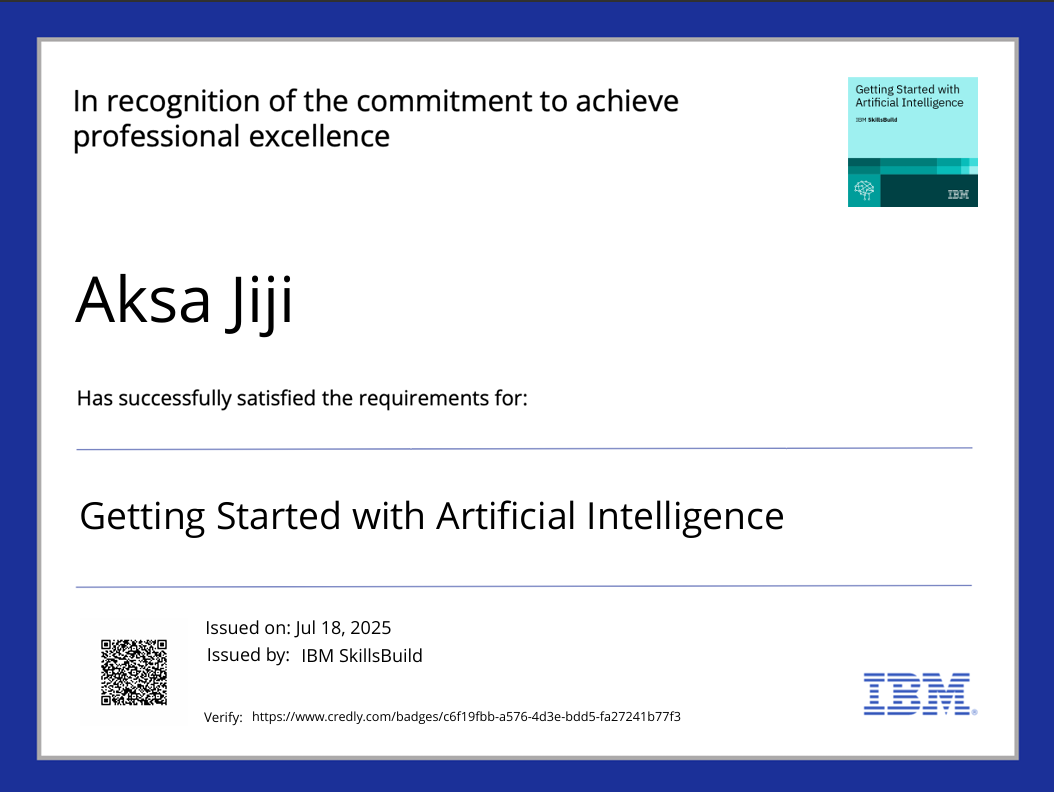 In recognition of the commitment to achieve
professional excellence
Getting Started with
Artificial Intelligence
IBM SkillsBuild
IBM
Aksa Jiji
Has successfully satisfied the requirements for:
Getting Started with Artificial Intelligence
Issued on: Jul 18, 2025
Issued by: IBM SkillsBuild
Verify: https://www.credly.com/badges/c6f19fbb-a576-4d3e-bdd5-fa27241b77f3
IBM®